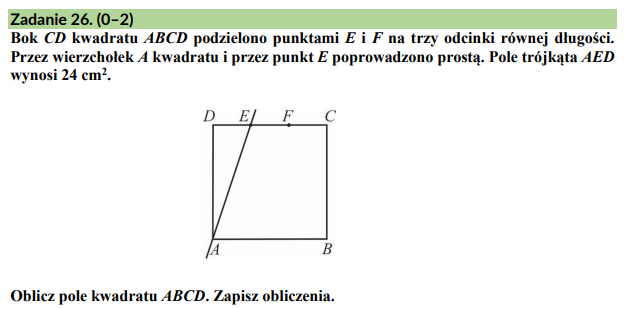 Zadanie 26. (0–2)
Bok CD kwadratu ABCD podzielono punktami E i F na trzy odcinki równej długości.
Przez wierzchołek A kwadratu i przez punkt E poprowadzono prostą. Pole trójkąta AED
wynosi 24 cm².
D E F C
A B
Oblicz pole kwadratu ABCD. Zapisz obliczenia.